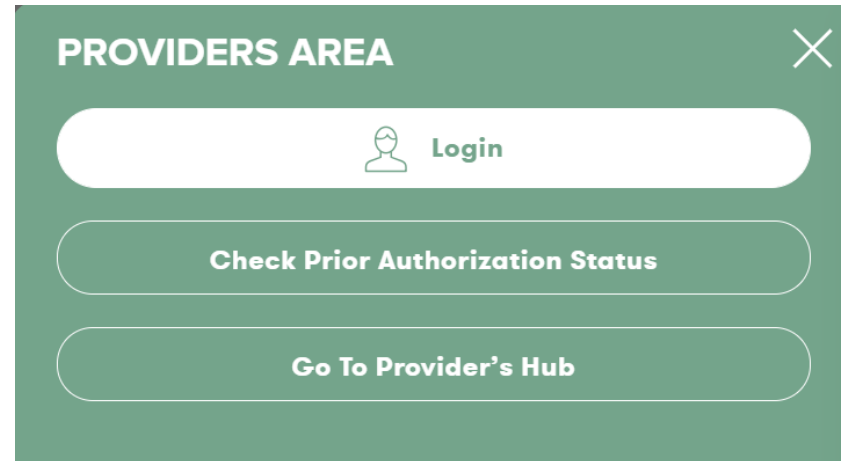 PROVIDERS AREA
Login
Check Prior Authorization Status
Go To Provider’s Hub